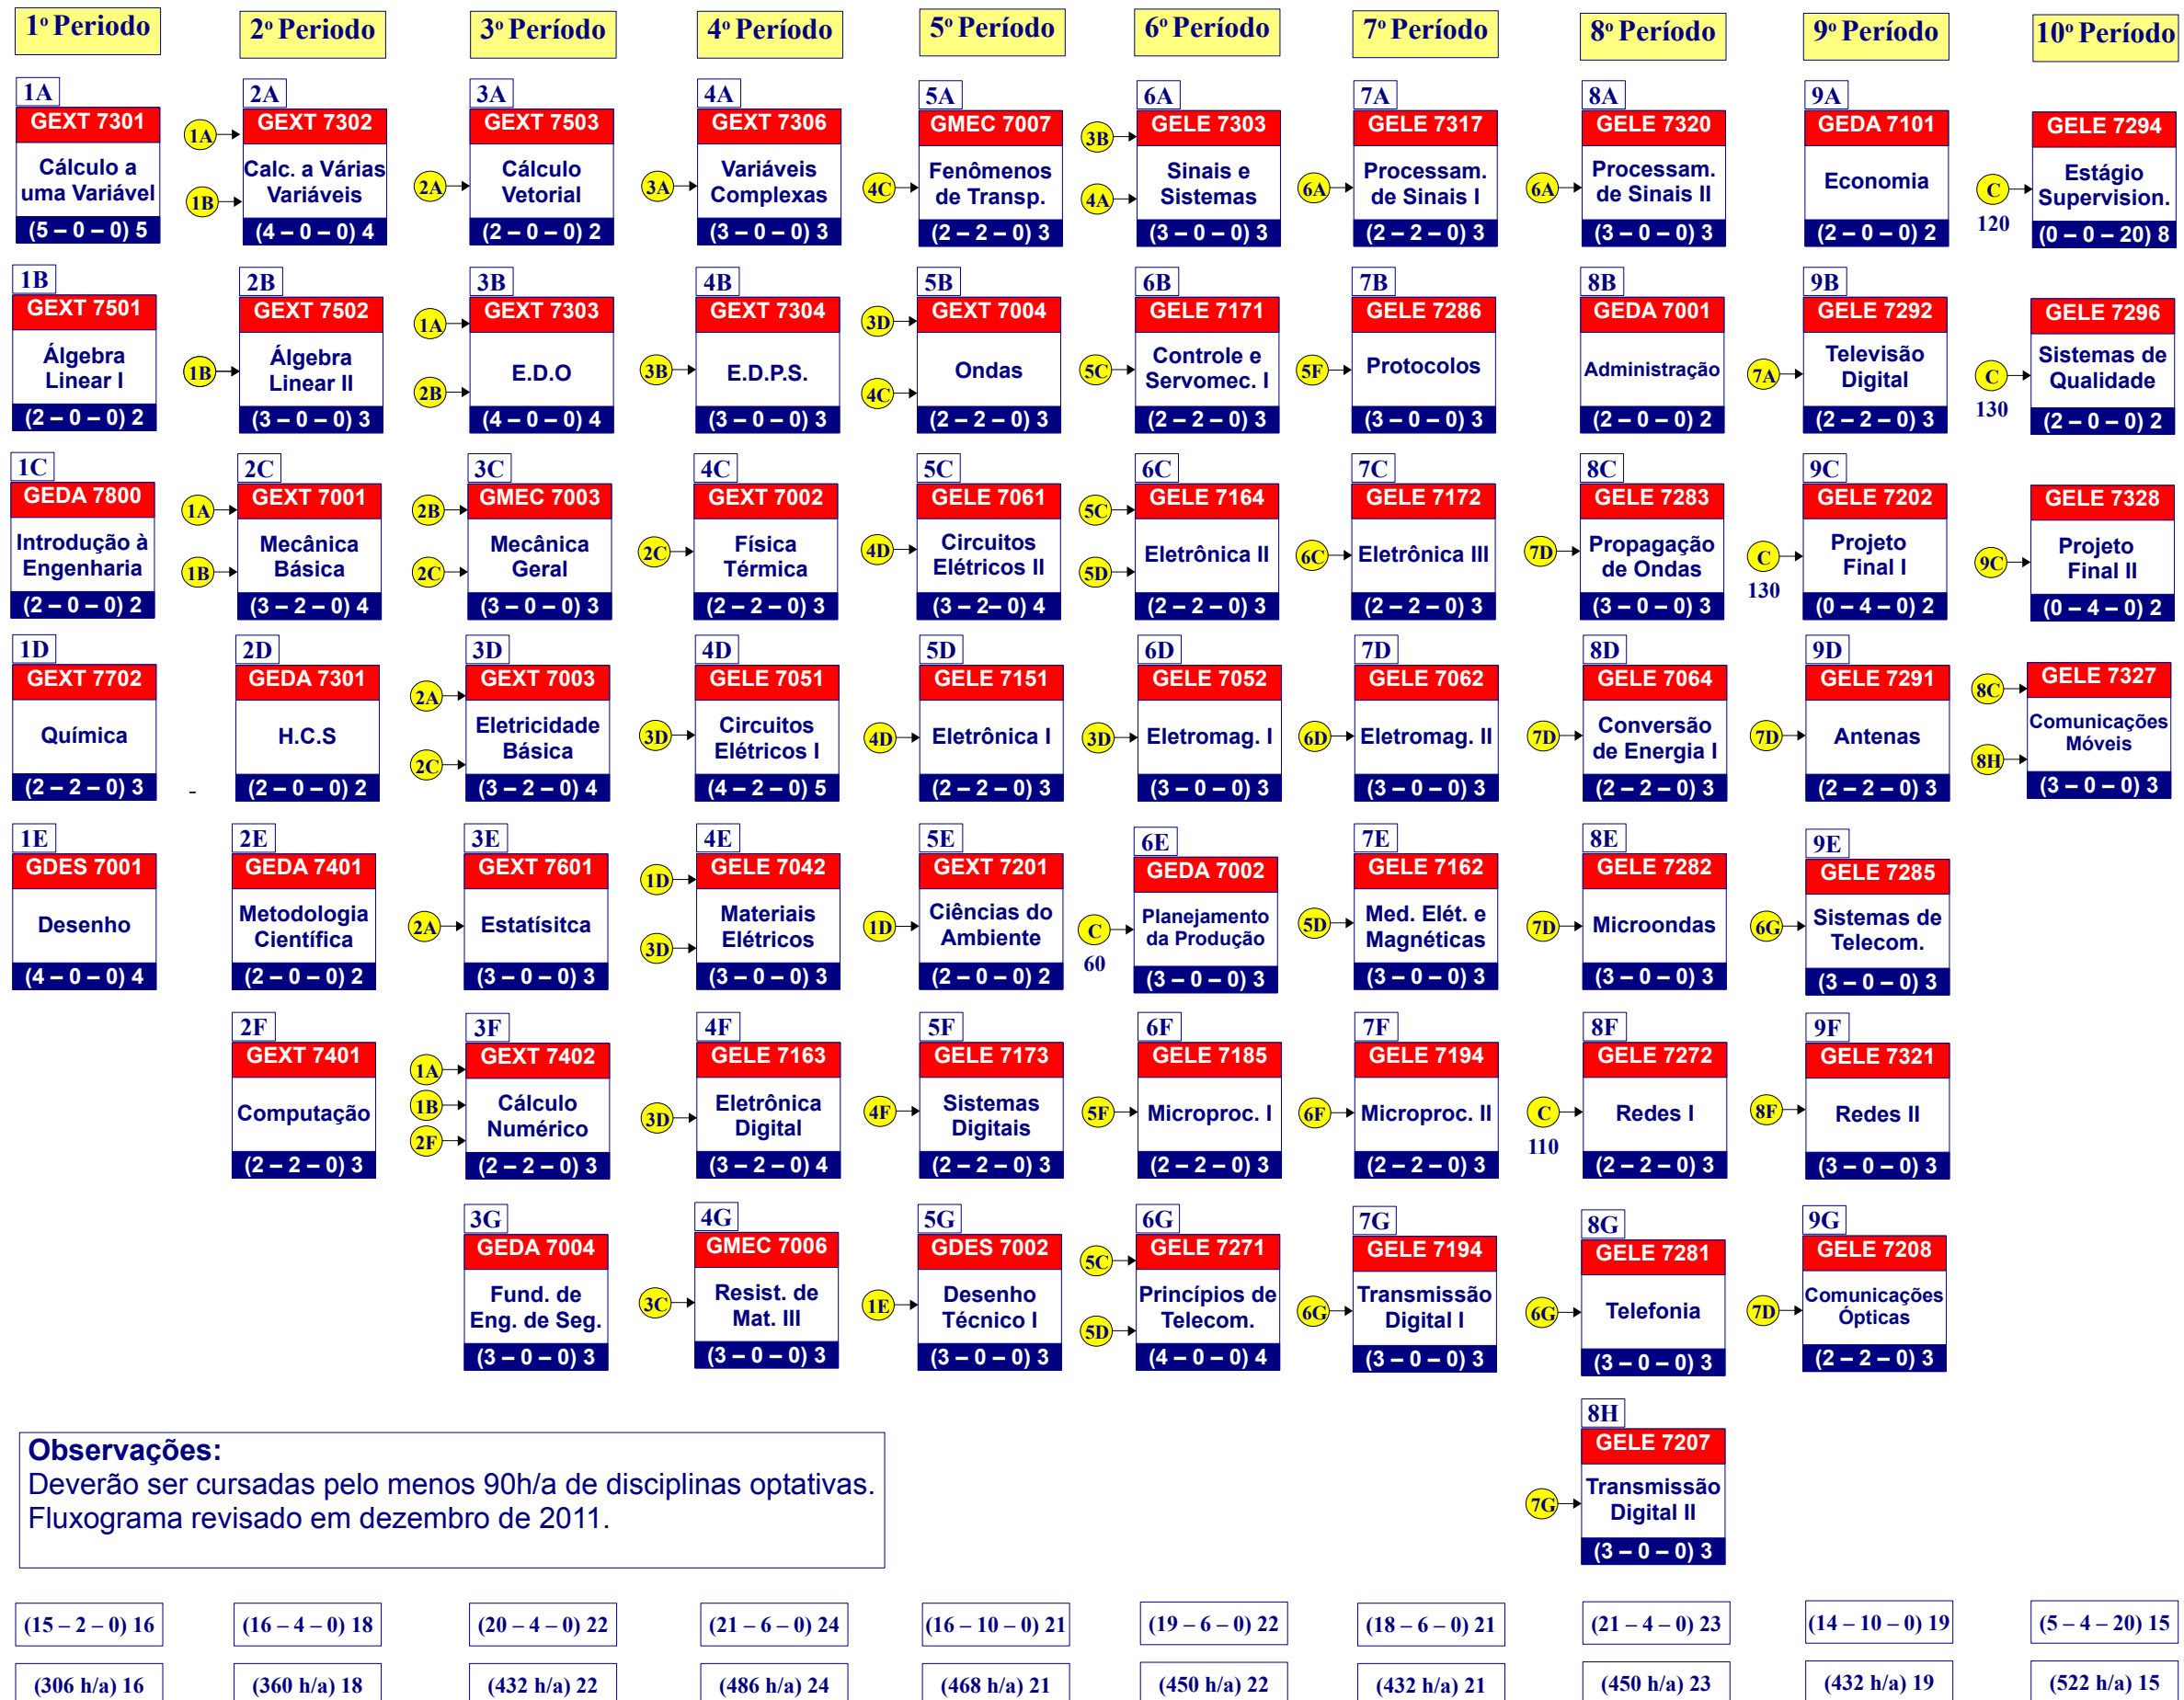 1º Periodo
2º Periodo
3º Período
4º Período
5º Período
6º Período
7º Período
8º Período
9º Período
10º Período
1A
GEXT 7301
Cálculo a
uma Variável
(5 – 0 – 0) 5
1A
1B
2A
GEXT 7302
Calc. a Várias
Variáveis
(4 – 0 – 0) 4
2A
3A
GEXT 7503
Cálculo
Vetorial
(2 – 0 – 0) 2
3A
4A
GEXT 7306
Variáveis
Complexas
(3 – 0 – 0) 3
4C
5A
GMEC 7007
Fenômenos
de Transp.
(2 – 2 – 0) 3
3B
4A
6A
GELE 7303
Sinais e
Sistemas
(3 – 0 – 0) 3
6A
7A
GELE 7317
Processam.
de Sinais I
(2 – 2 – 0) 3
6A
8A
GELE 7320
Processam.
de Sinais II
(3 – 0 – 0) 3
9A
GEDA 7101
Economia
(2 – 0 – 0) 2
C
120
GELE 7294
Estágio
Supervision.
(0 – 0 – 20) 8
1B
GEXT 7501
Álgebra
Linear I
(2 – 0 – 0) 2
1B
2B
GEXT 7502
Álgebra
Linear II
(3 – 0 – 0) 3
1A
2B
3B
GEXT 7303
E.D.O
(4 – 0 – 0) 4
3B
4B
GEXT 7304
E.D.P.S.
(3 – 0 – 0) 3
3D
4C
5B
GEXT 7004
Ondas
(2 – 2 – 0) 3
5C
6B
GELE 7171
Controle e
Servomec. I
(2 – 2 – 0) 3
5F
7B
GELE 7286
Protocolos
(3 – 0 – 0) 3
8B
GEDA 7001
Administração
(2 – 0 – 0) 2
7A
9B
GELE 7292
Televisão
Digital
(2 – 2 – 0) 3
C
130
GELE 7296
Sistemas de
Qualidade
(2 – 0 – 0) 2
1C
GEDA 7800
Introdução à
Engenharia
(2 – 0 – 0) 2
1A
1B
2C
GEXT 7001
Mecânica
Básica
(3 – 2 – 0) 4
2B
2C
3C
GMEC 7003
Mecânica
Geral
(3 – 0 – 0) 3
2C
4C
GEXT 7002
Física
Térmica
(2 – 2 – 0) 3
4D
5C
GELE 7061
Circuitos
Elétricos II
(3 – 2– 0) 4
5C
5D
6C
GELE 7164
Eletrônica II
(2 – 2 – 0) 3
6C
7C
GELE 7172
Eletrônica III
(2 – 2 – 0) 3
7D
8C
GELE 7283
Propagação
de Ondas
(3 – 0 – 0) 3
C
130
9C
GELE 7202
Projeto
Final I
(0 – 4 – 0) 2
9C
GELE 7328
Projeto
Final II
(0 – 4 – 0) 2
1D
GEXT 7702
Química
(2 – 2 – 0) 3
-
2D
GEDA 7301
H.C.S
(2 – 0 – 0) 2
2A
2C
3D
GEXT 7003
Eletricidade
Básica
(3 – 2 – 0) 4
3D
4D
GELE 7051
Circuitos
Elétricos I
(4 – 2 – 0) 5
4D
5D
GELE 7151
Eletrônica I
(2 – 2 – 0) 3
3D
6D
GELE 7052
Eletromag. I
(3 – 0 – 0) 3
6D
7D
GELE 7062
Eletromag. II
(3 – 0 – 0) 3
7D
8D
GELE 7064
Conversão
de Energia I
(2 – 2 – 0) 3
7D
9D
GELE 7291
Antenas
(2 – 2 – 0) 3
8C
8H
GELE 7327
Comunicações
Móveis
(3 – 0 – 0) 3
1E
GDES 7001
Desenho
(4 – 0 – 0) 4
2E
GEDA 7401
Metodologia
Científica
(2 – 0 – 0) 2
2A
3E
GEXT 7601
Estatísitca
(3 – 0 – 0) 3
1D
3D
4E
GELE 7042
Materiais
Elétricos
(3 – 0 – 0) 3
1D
5E
GEXT 7201
Ciências do
Ambiente
(2 – 0 – 0) 2
C
60
6E
GEDA 7002
Planejamento
da Produção
(3 – 0 – 0) 3
5D
7E
GELE 7162
Med. Elét. e
Magnéticas
(3 – 0 – 0) 3
7D
8E
GELE 7282
Microondas
(3 – 0 – 0) 3
6G
9E
GELE 7285
Sistemas de
Telecom.
(3 – 0 – 0) 3
2F
GEXT 7401
Computação
(2 – 2 – 0) 3
1A
1B
2F
3F
GEXT 7402
Cálculo
Numérico
(2 – 2 – 0) 3
3D
4F
GELE 7163
Eletrônica
Digital
(3 – 2 – 0) 4
4F
5F
GELE 7173
Sistemas
Digitais
(2 – 2 – 0) 3
5F
6F
GELE 7185
Microproc. I
(2 – 2 – 0) 3
6F
7F
GELE 7194
Microproc. II
(2 – 2 – 0) 3
C
110
8F
GELE 7272
Redes I
(2 – 2 – 0) 3
8F
9F
GELE 7321
Redes II
(3 – 0 – 0) 3
3G
GEDA 7004
Fund. de
Eng. de Seg.
(3 – 0 – 0) 3
3C
4G
GMEC 7006
Resist. de
Mat. III
(3 – 0 – 0) 3
1E
5G
GDES 7002
Desenho
Técnico I
(3 – 0 – 0) 3
5C
5D
6G
GELE 7271
Princípios de
Telecom.
(4 – 0 – 0) 4
6G
7G
GELE 7194
Transmissão
Digital I
(3 – 0 – 0) 3
6G
8G
GELE 7281
Telefonia
(3 – 0 – 0) 3
7D
9G
GELE 7208
Comunicações
Ópticas
(2 – 2 – 0) 3
7G
8H
GELE 7207
Transmissão
Digital II
(3 – 0 – 0) 3
Observações:
Deverão ser cursadas pelo menos 90h/a de disciplinas optativas.
Fluxograma revisado em dezembro de 2011.
(15 – 2 – 0) 16
(16 – 4 – 0) 18
(20 – 4 – 0) 22
(21 – 6 – 0) 24
(16 – 10 – 0) 21
(19 – 6 – 0) 22
(18 – 6 – 0) 21
(21 – 4 – 0) 23
(14 – 10 – 0) 19
(5 – 4 – 20) 15
(306 h/a) 16
(360 h/a) 18
(432 h/a) 22
(486 h/a) 24
(468 h/a) 21
(450 h/a) 22
(432 h/a) 21
(450 h/a) 23
(432 h/a) 19
(522 h/a) 15